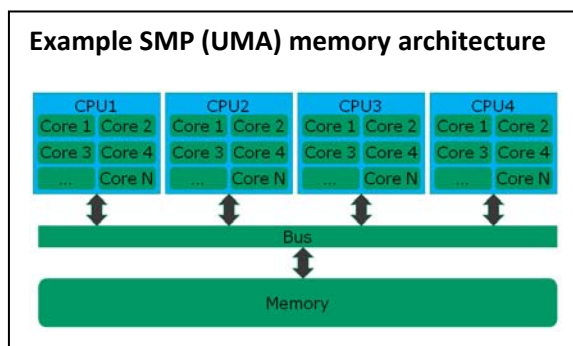 Example SMP (UMA) memory architecture
CPU1
Core 1 Core 2
Core 3 Core 4
... Core N
CPU2
Core 1 Core 2
Core 3 Core 4
... Core N
CPU3
Core 1 Core 2
Core 3 Core 4
... Core N
CPU4
Core 1 Core 2
Core 3 Core 4
... Core N
Bus
Memory